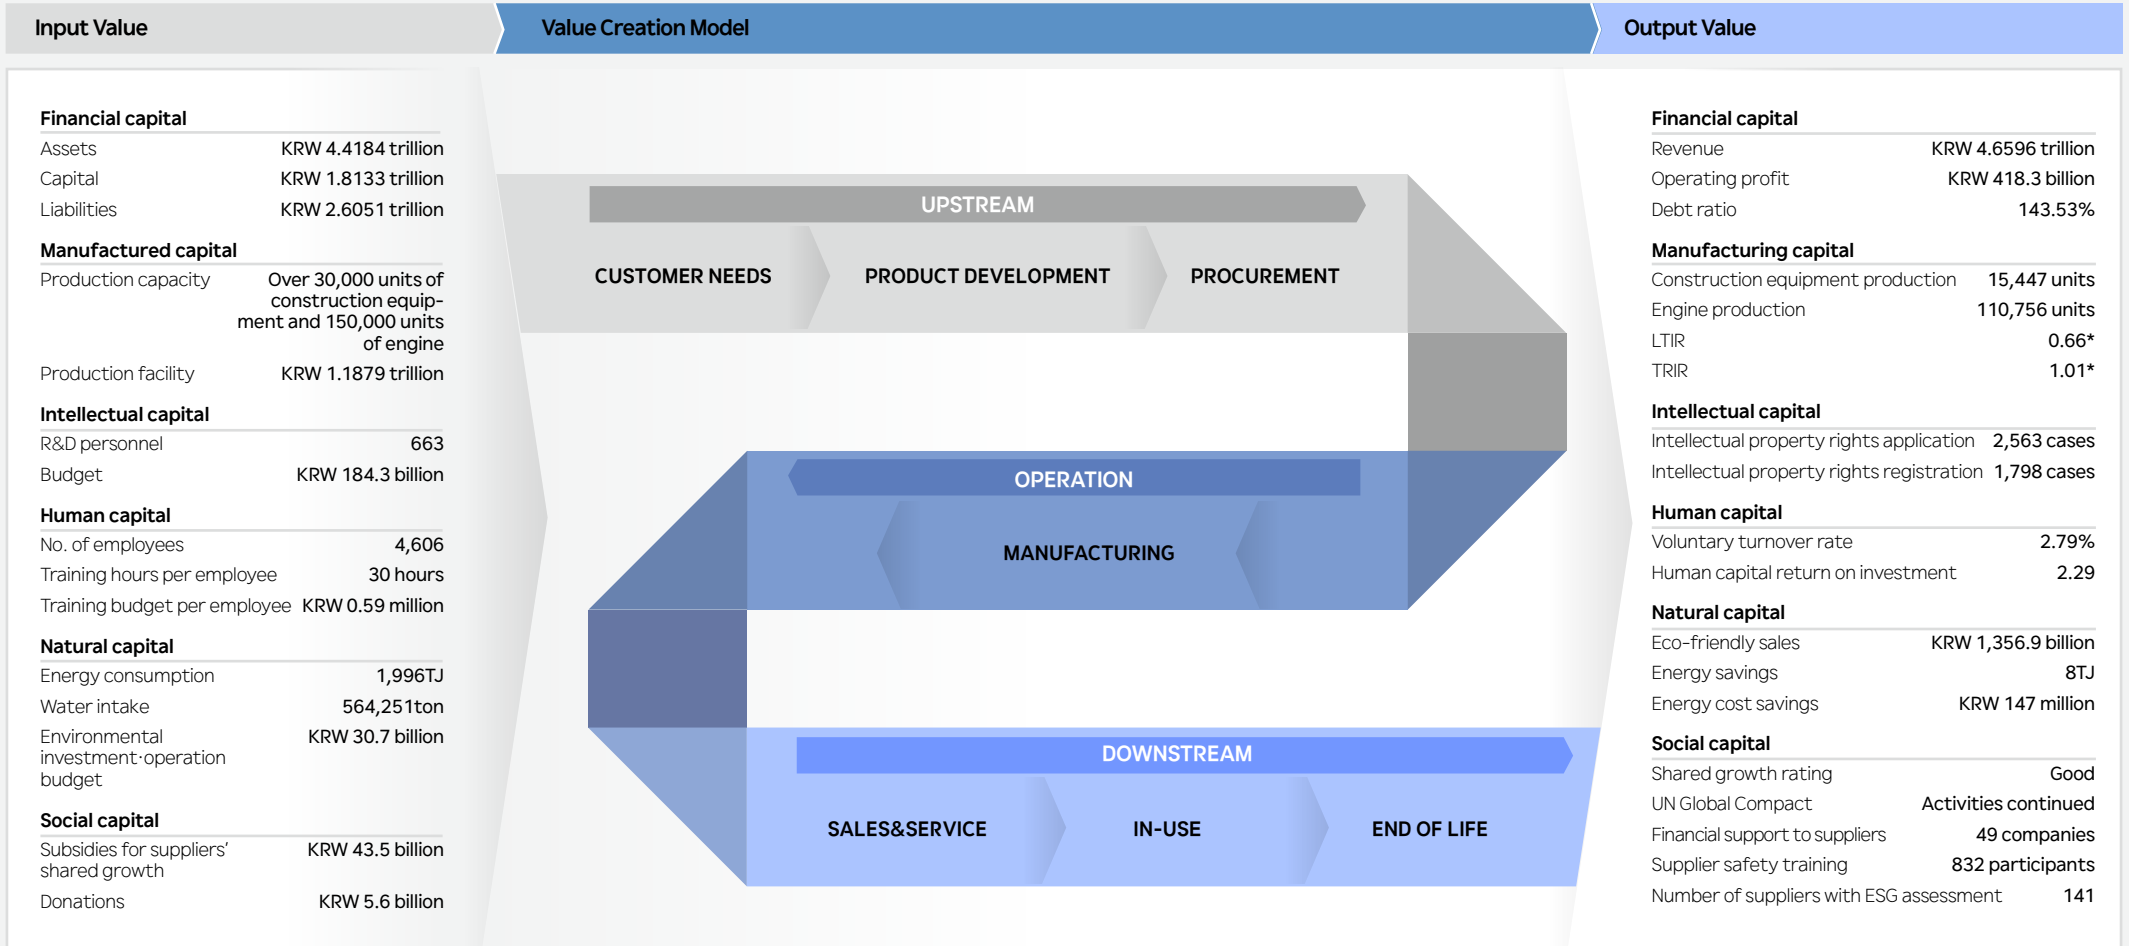 Input Value
Value Creation Model
Output Value
Financial capital
Assets KRW 4.4184 trillion
Capital KRW 1.8133 trillion
Liabilities KRW 2.6051 trillion
Manufactured capital
Production capacity Over 30,000 units of
construction equip-
ment and 150,000 units
of engine
Production facility KRW 1.1879 trillion
Intellectual capital
R&D personnel 663
Budget KRW 184.3 billion
Human capital
No. of employees 4,606
Training hours per employee 30 hours
Training budget per employee KRW 0.59 million
Natural capital
Energy consumption 1,996TJ
Water intake 564,251ton
Environmental KRW 30.7 billion
investment·operation
budget
Social capital
Subsidies for suppliers' KRW 43.5 billion
shared growth
Donations KRW 5.6 billion
UPSTREAM
CUSTOMER NEEDS PRODUCT DEVELOPMENT PROCUREMENT
OPERATION
MANUFACTURING
DOWNSTREAM
SALES&SERVICE IN-USE END OF LIFE
Financial capital
Revenue KRW 4.6596 trillion
Operating profit KRW 418.3 billion
Debt ratio 143.53%
Manufacturing capital
Construction equipment production 15,447 units
Engine production 110,756 units
LTIR 0.66*
TRIR 1.01*
Intellectual capital
Intellectual property rights application 2,563 cases
Intellectual property rights registration 1,798 cases
Human capital
Voluntary turnover rate 2.79%
Human capital return on investment 2.29
Natural capital
Eco-friendly sales KRW 1,356.9 billion
Energy savings 8TJ
Energy cost savings KRW 147 million
Social capital
Shared growth rating Good
UN Global Compact Activities continued
Financial support to suppliers 49 companies
Supplier safety training 832 participants
Number of suppliers with ESG assessment 141